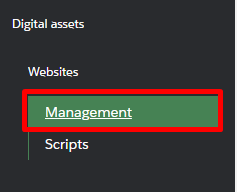 Digital assets
Websites
Management
Scripts